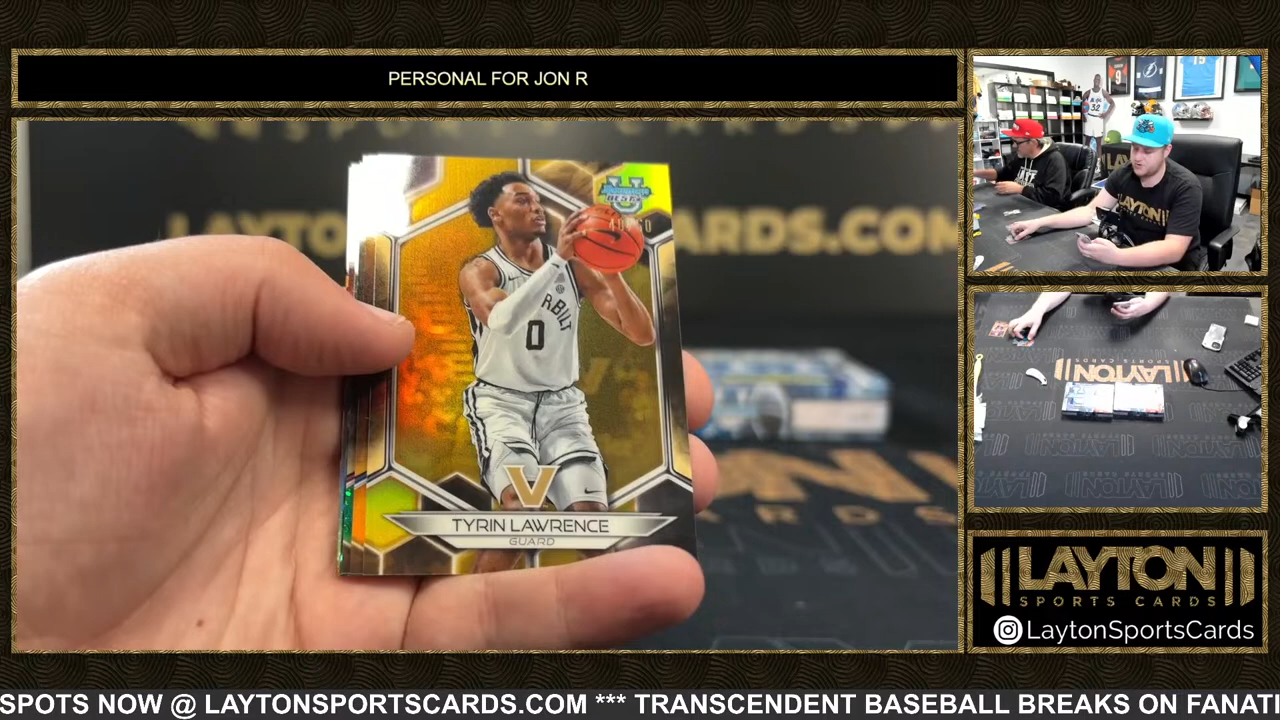 PERSONAL FOR JON R
RBILT
0
V
TYRIN LAWRENCE
GUARD
LAYTON
SPORTS CARDS
LaytonSportsCards
SPOTS NOW @ LAYTONSPORTSCARDS.COM *** TRANSCENDENT BASEBALL BREAKS ON FANATI